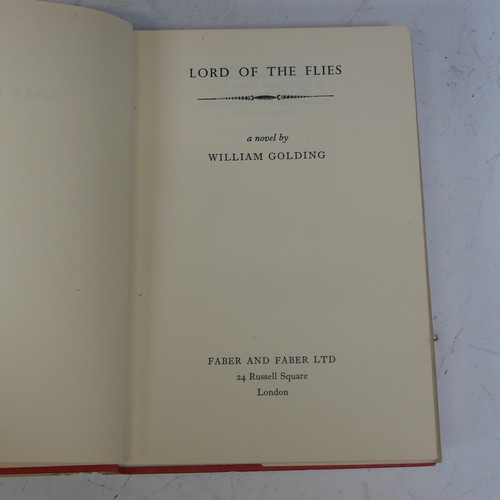 LORD OF THE FLIES
a novel by
WILLIAM GOLDING
FABER AND FABER LTD
24 Russell Square
London